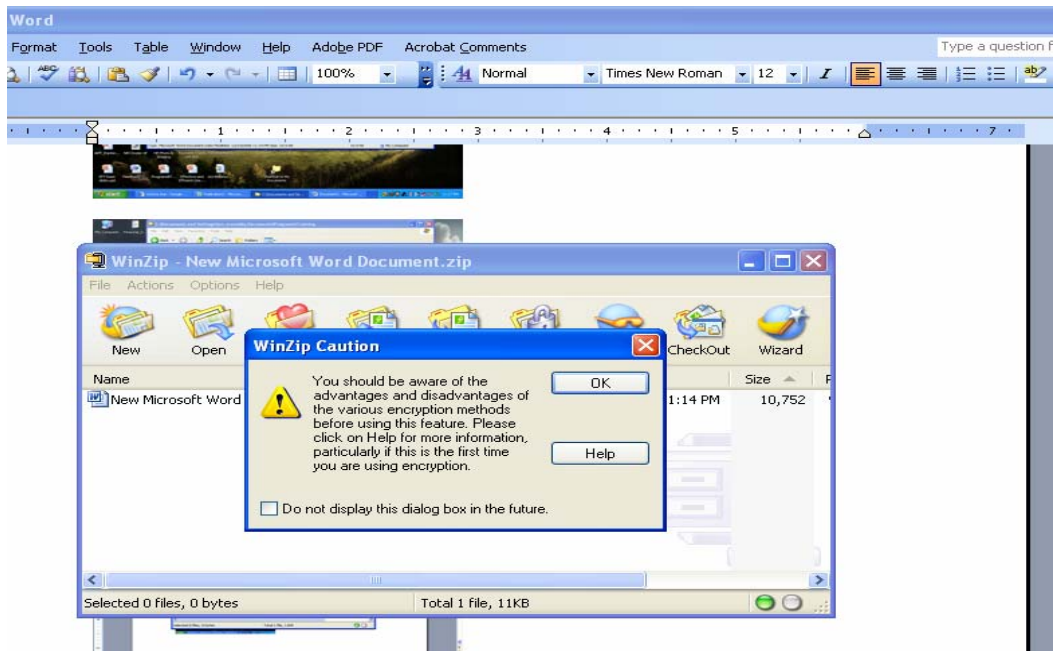 Word
Format Tools Table Window Help Adobe PDF Acrobat Comments Type a question f
100% Normal Times New Roman 12 I
1 2 3 4 5 7
WinZip - New Microsoft Word Document.zip
File Actions Options Help
New Open CheckOut Wizard
Name Size
New Microsoft Word 1:14 PM 10,752
WinZip Caution
You should be aware of the
advantages and disadvantages of
the various encryption methods
before using this feature. Please
click on Help for more information,
particularly if this is the first time
you are using encryption.
OK
Help
Do not display this dialog box in the future.
Selected 0 files, 0 bytes Total 1 file, 11KB